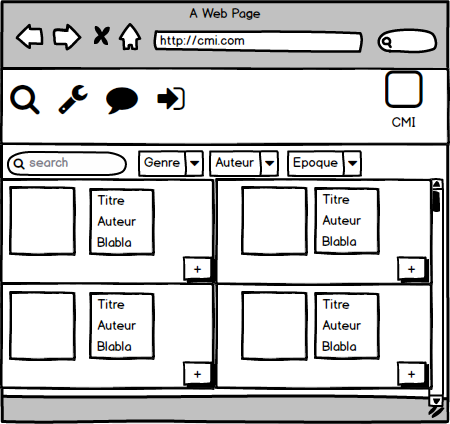 A Web Page
http://cmi.com
CMI
search
Genre
Auteur
Epoque
Titre
Auteur
Blabla
+
Titre
Auteur
Blabla
+
Titre
Auteur
Blabla
+
Titre
Auteur
Blabla
+